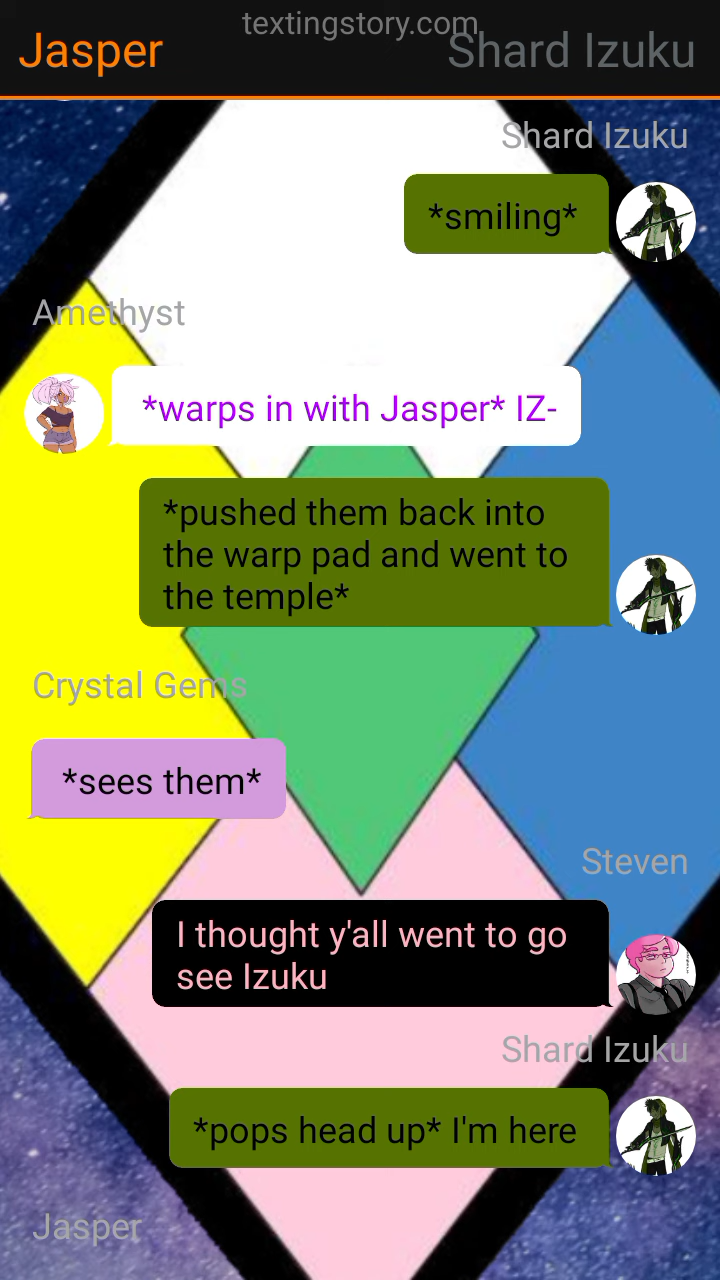 textingstory.com
Jasper
Shard Izuku
Shard Izuku
*smiling*
Amethyst
*warps in with Jasper* IZ-
*pushed them back into
the warp pad and went to
the temple*
Crystal Gems
*sees them*
Steven
I thought y'all went to go
see Izuku
Shard Izuku
*pops head up* I'm here
Jasper